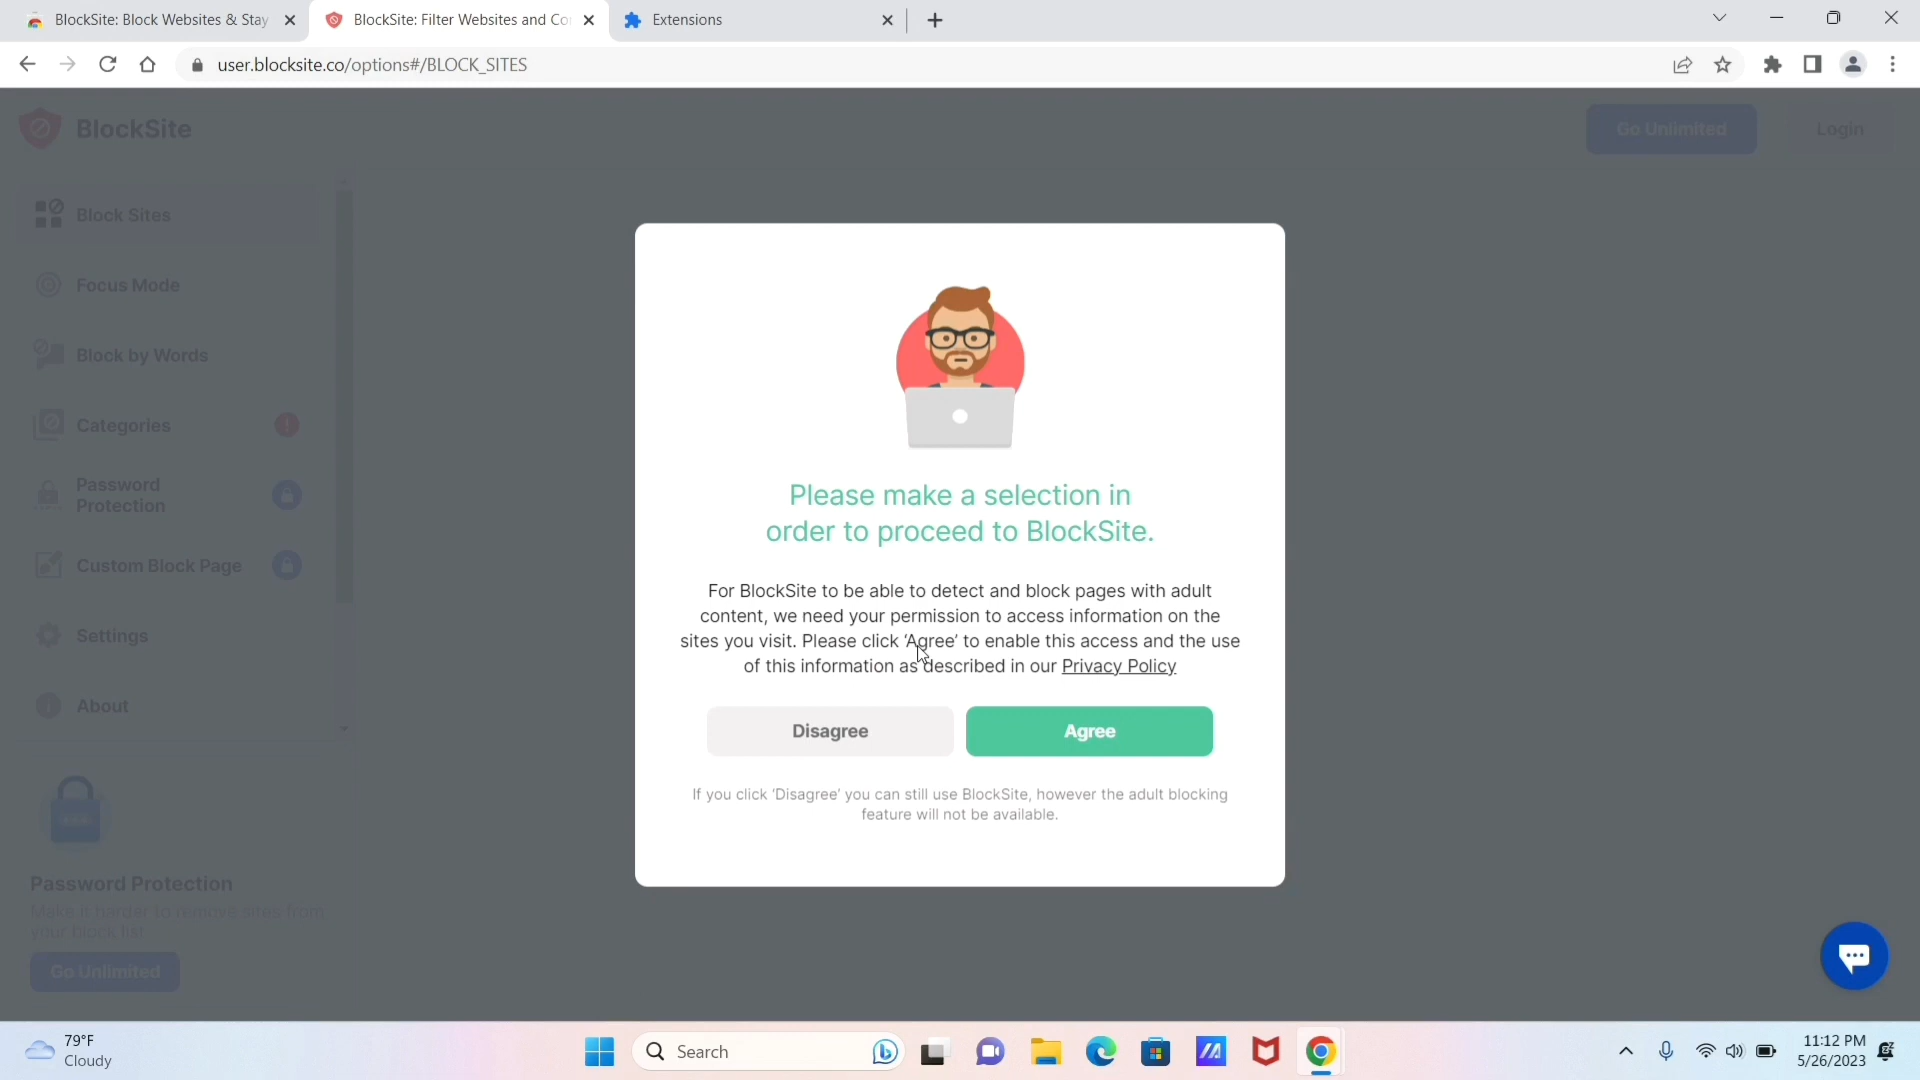 BlockSite: Block Websites & Stay
BlockSite: Filter Websites and Co
Extensions
user.blocksite.co/options#/BLOCK_SITES
BlockSite
Go Unlimited
Login
Block Sites
Focus Mode
Block by Words
Categories
Password
Protection
Custom Block Page
Settings
About
Password Protection
Make it harder to remove sites from
your block list
Go Unlimited
Please make a selection in
order to proceed to BlockSite.
For BlockSite to be able to detect and block pages with adult
content, we need your permission to access information on the
sites you visit. Please click ‘Agree’ to enable this access and the use
of this information as described in our Privacy Policy
Disagree
Agree
If you click ‘Disagree’ you can still use BlockSite, however the adult blocking
feature will not be available.
79°F
Cloudy
Search
11:12 PM
5/26/2023